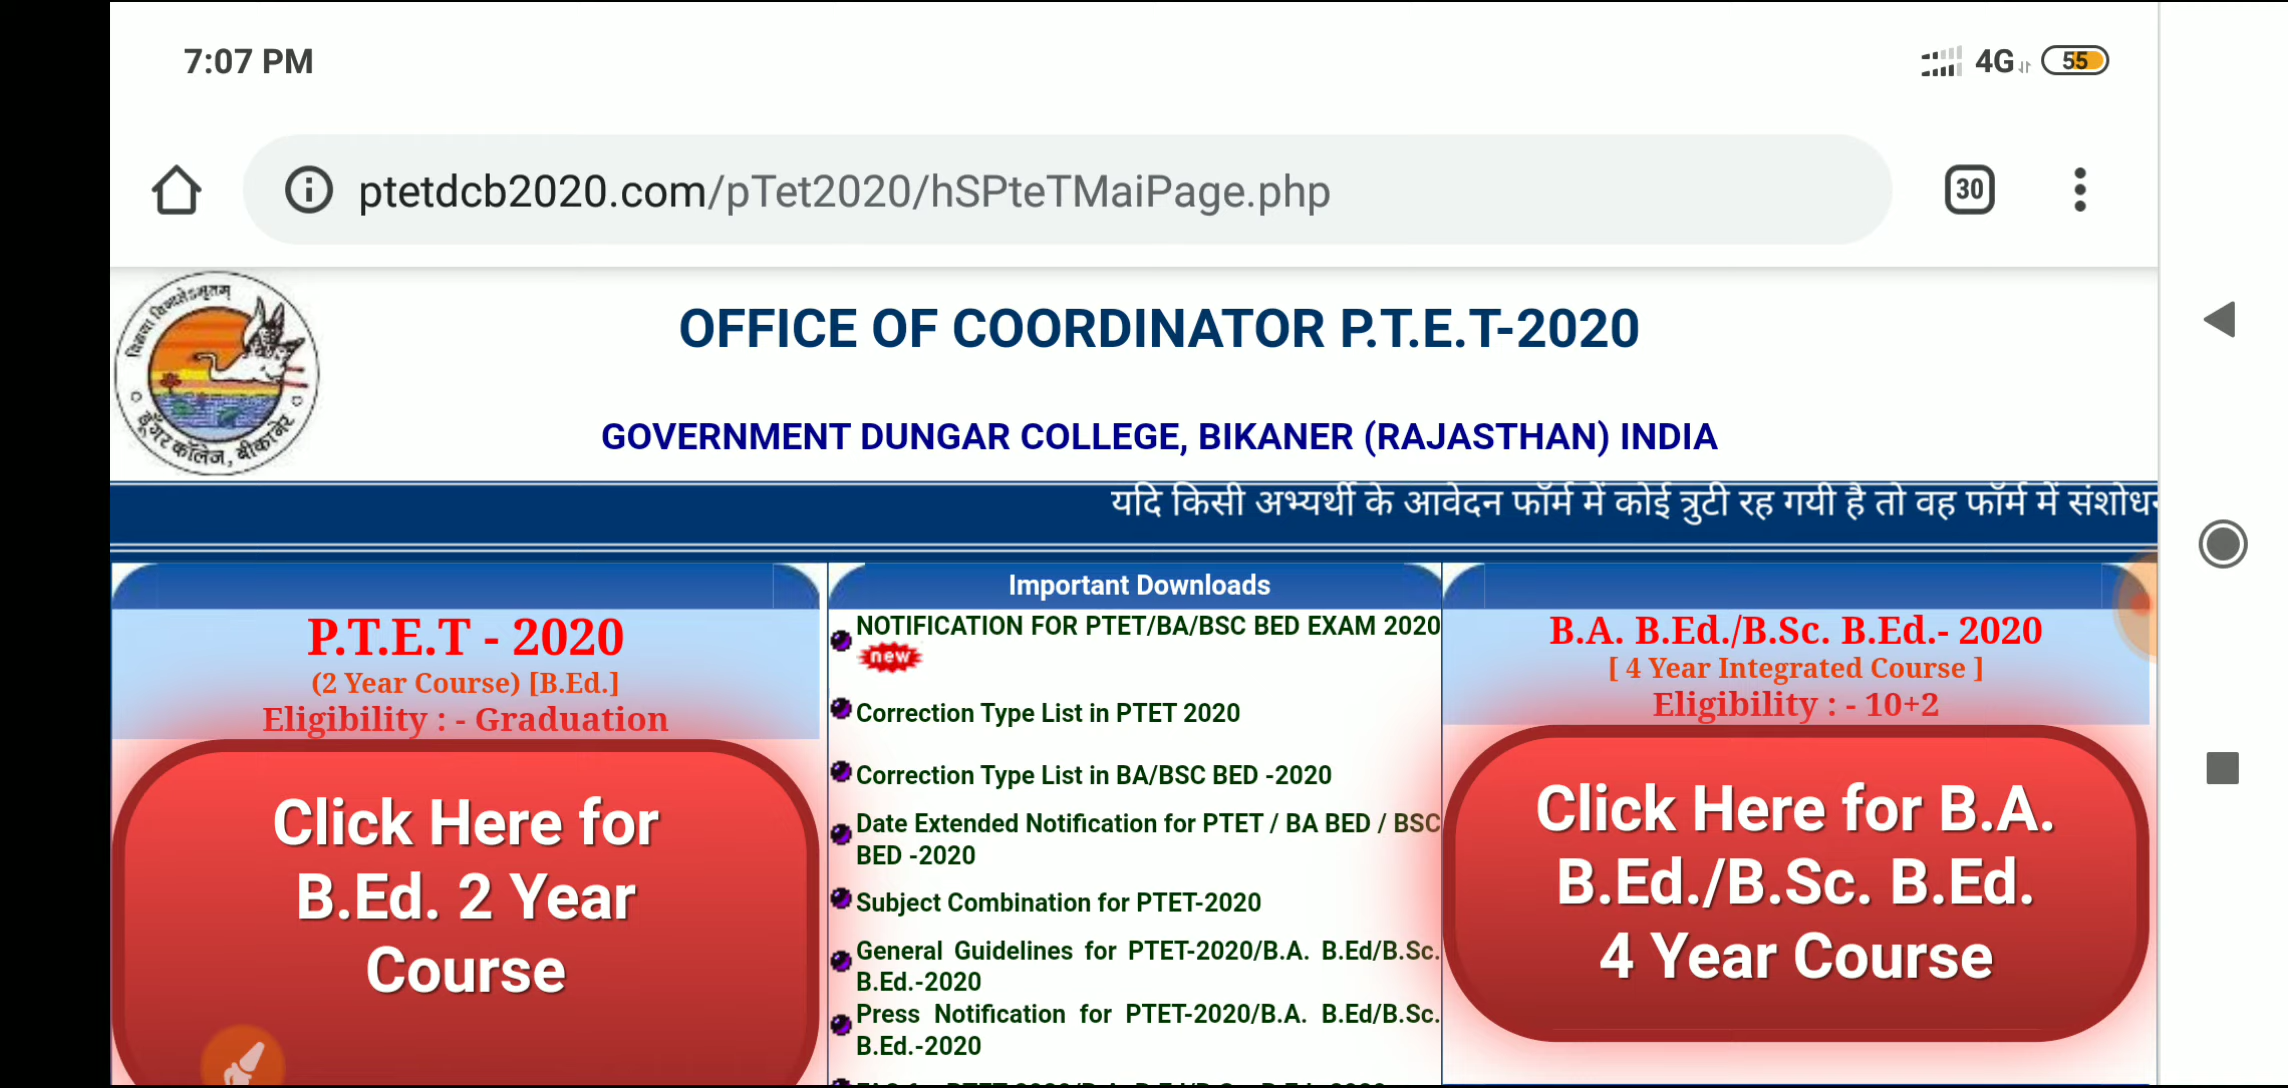 7:07 PM
4G
55
ptetdcb2020.com/pTet2020/hSPteTMaiPage.php
30
OFFICE OF COORDINATOR P.T.E.T-2020
GOVERNMENT DUNGAR COLLEGE, BIKANER (RAJASTHAN) INDIA
डूँगर कॉलेज, बीकानेर
यदि किसी अभ्यर्थी के आवेदन फॉर्म में कोई त्रुटी रह गयी है तो वह फॉर्म में
P.T.E.T - 2020
(2 Year Course) [B.Ed.]
Eligibility : - Graduation
Click Here for
B.Ed. 2 Year
Course
Important Downloads
NOTIFICATION FOR PTET/BA/BSC BED EXAM 2020
new
Correction Type List in PTET 2020
Correction Type List in BA/BSC BED -2020
Date Extended Notification for PTET / BA BED / BSC
BED -2020
Subject Combination for PTET-2020
General Guidelines for PTET-2020/B.A. B.Ed/B.Sc.
B.Ed.-2020
Press Notification for PTET-2020/B.A. B.Ed/B.Sc.
B.Ed.-2020
B.A. B.Ed./B.Sc. B.Ed.- 2020
[ 4 Year Integrated Course ]
Eligibility : - 10+2
Click Here for B.A.
B.Ed./B.Sc. B.Ed.
4 Year Course